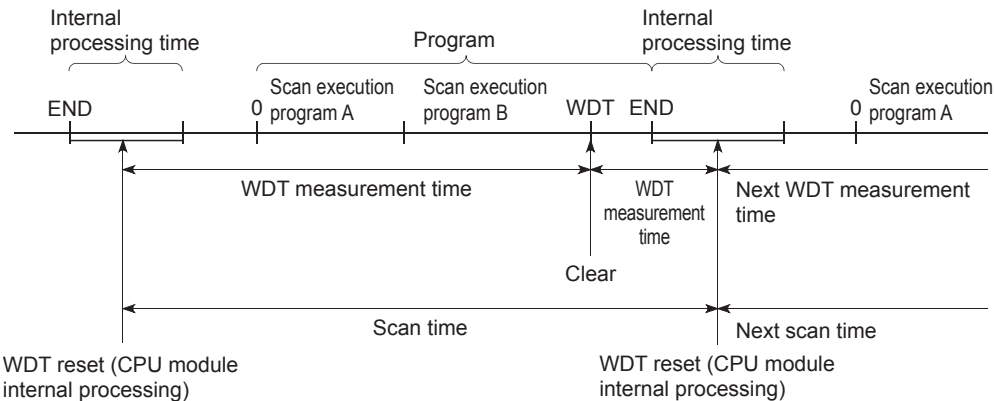 Internal
processing time
Program
Internal
processing time
END
0
Scan execution
program A
Scan execution
program B
WDT
END
0
Scan execution
program A
WDT measurement time
WDT
measurement
time
Next WDT measurement
time
Clear
Scan time
Next scan time
WDT reset (CPU module
internal processing)
WDT reset (CPU module
internal processing)